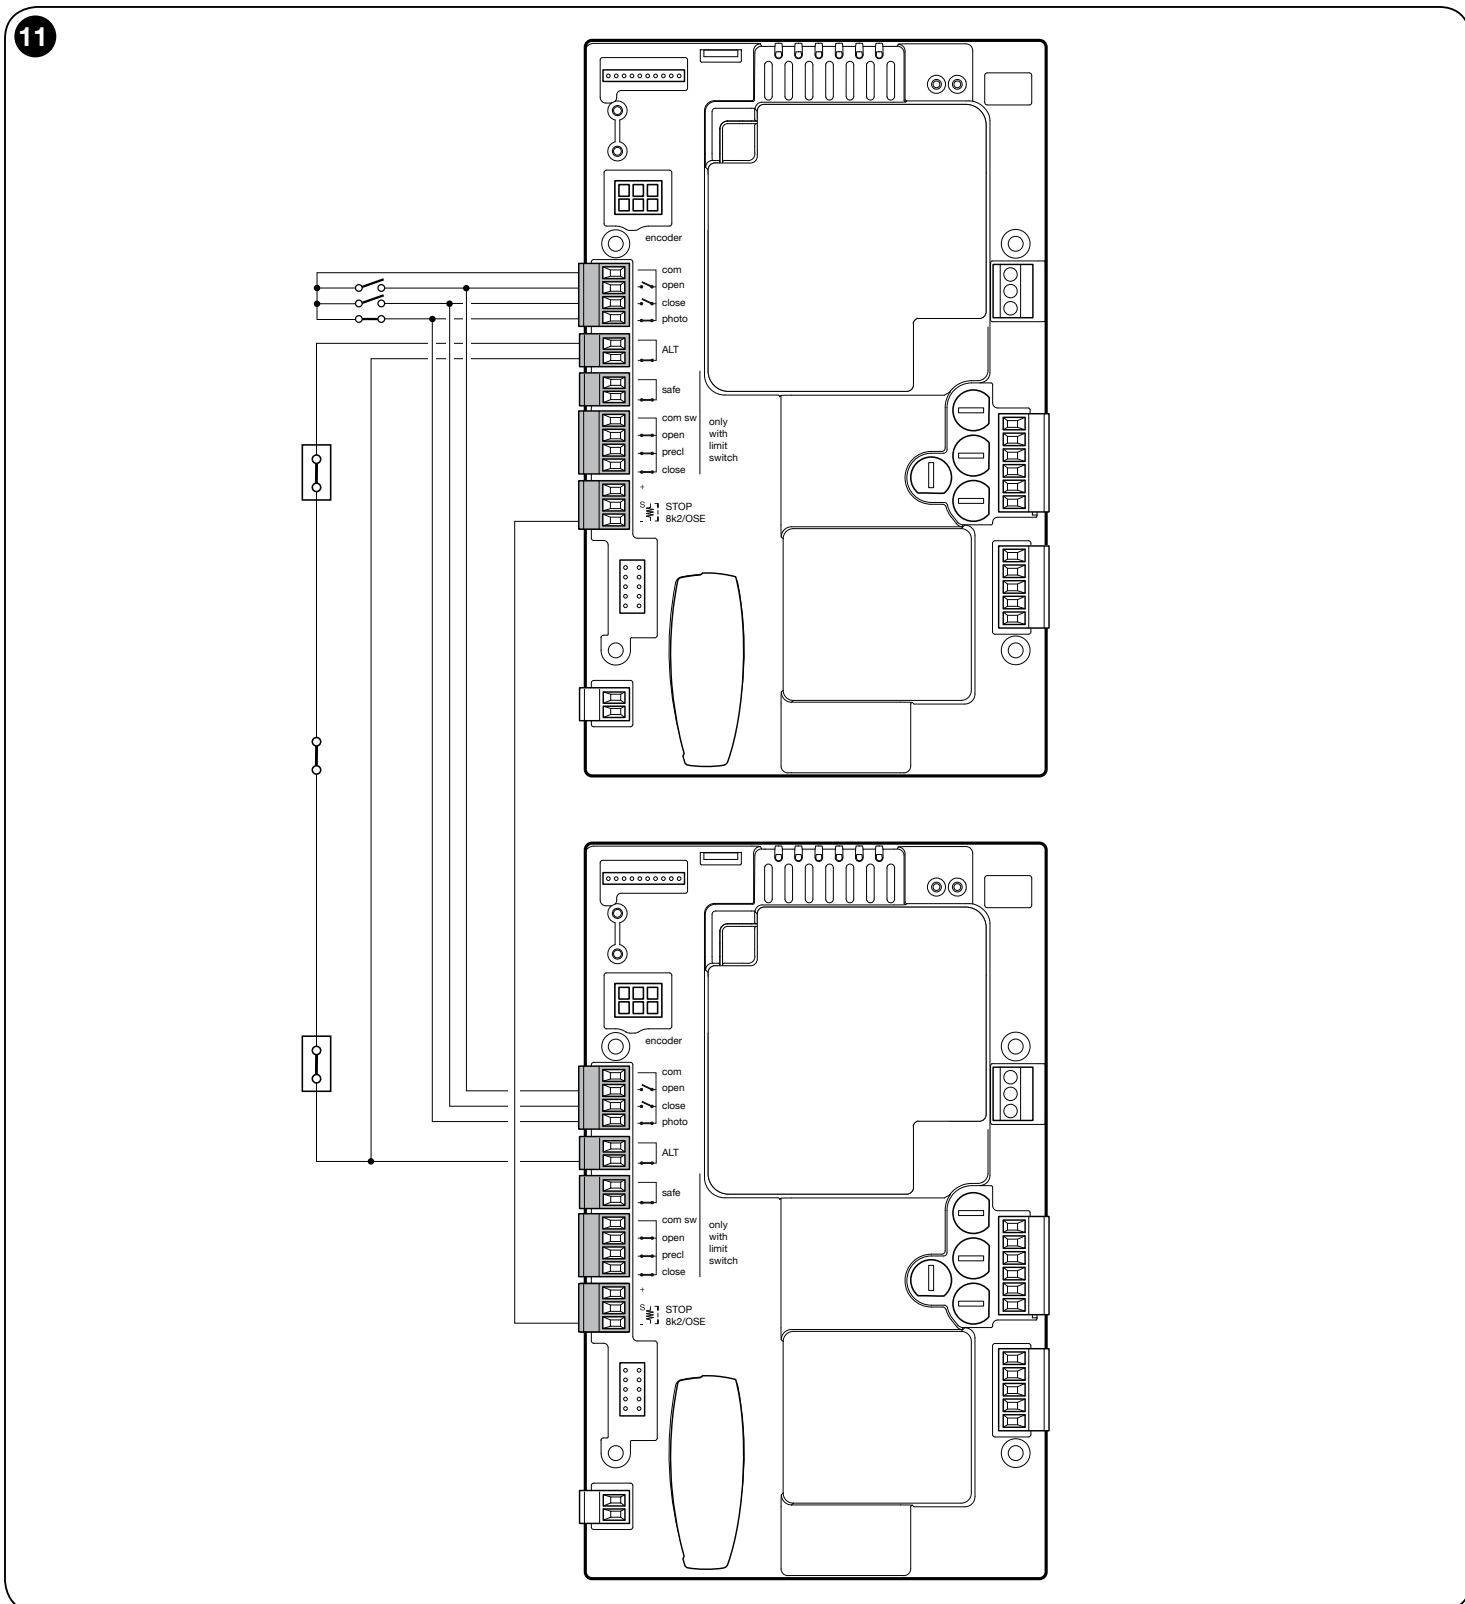 11
encoder
com
open
close
photo
ALT
safe
com sw
open
precl
close
only
with
limit
switch
+
S
-
STOP
8k2/OSE
encoder
com
open
close
photo
ALT
safe
com sw
open
precl
close
only
with
limit
switch
+
S
-
STOP
8k2/OSE